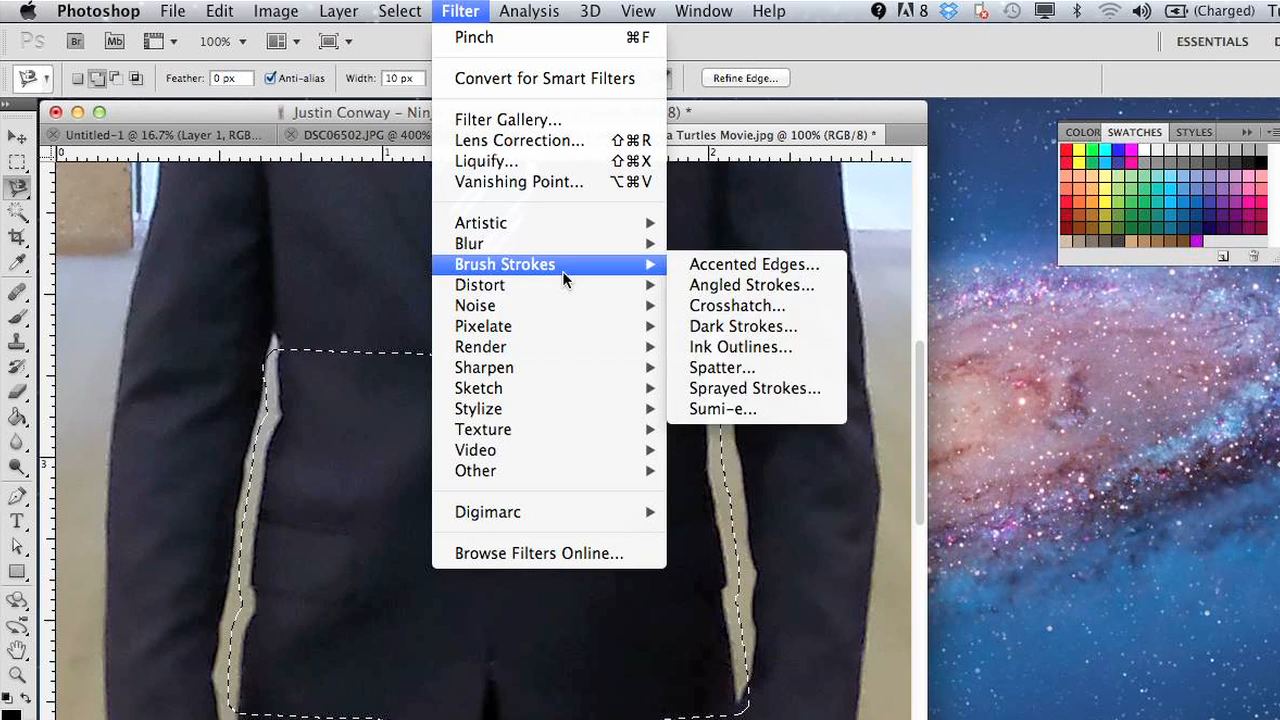 Photoshop File Edit Image Layer Select Filter Analysis 3D View Window Help 8 (Charged)
Ps Br Mb 100% ESSENTIALS
Feather: 0 px Anti-alias Width: 10 px Refine Edge...
Justin Conway – Nin 8) *
Untitled-1 @ 16.7% (Layer 1, RGB... DSC06502.JPG @ 400% a Turtles Movie.jpg @ 100% (RGB/8) *
0 1 2
3
Pinch ⌘F
Convert for Smart Filters
Filter Gallery...
Lens Correction... ⇧⌘R
Liquify... ⇧⌘X
Vanishing Point... ⌥⌘V
Artistic
Blur
Brush Strokes
Distort
Noise
Pixelate
Render
Sharpen
Sketch
Stylize
Texture
Video
Other
Digimarc
Browse Filters Online...
Accented Edges...
Angled Strokes...
Crosshatch...
Dark Strokes...
Ink Outlines...
Spatter...
Sprayed Strokes...
Sumi-e...
COLOR SWATCHES STYLES